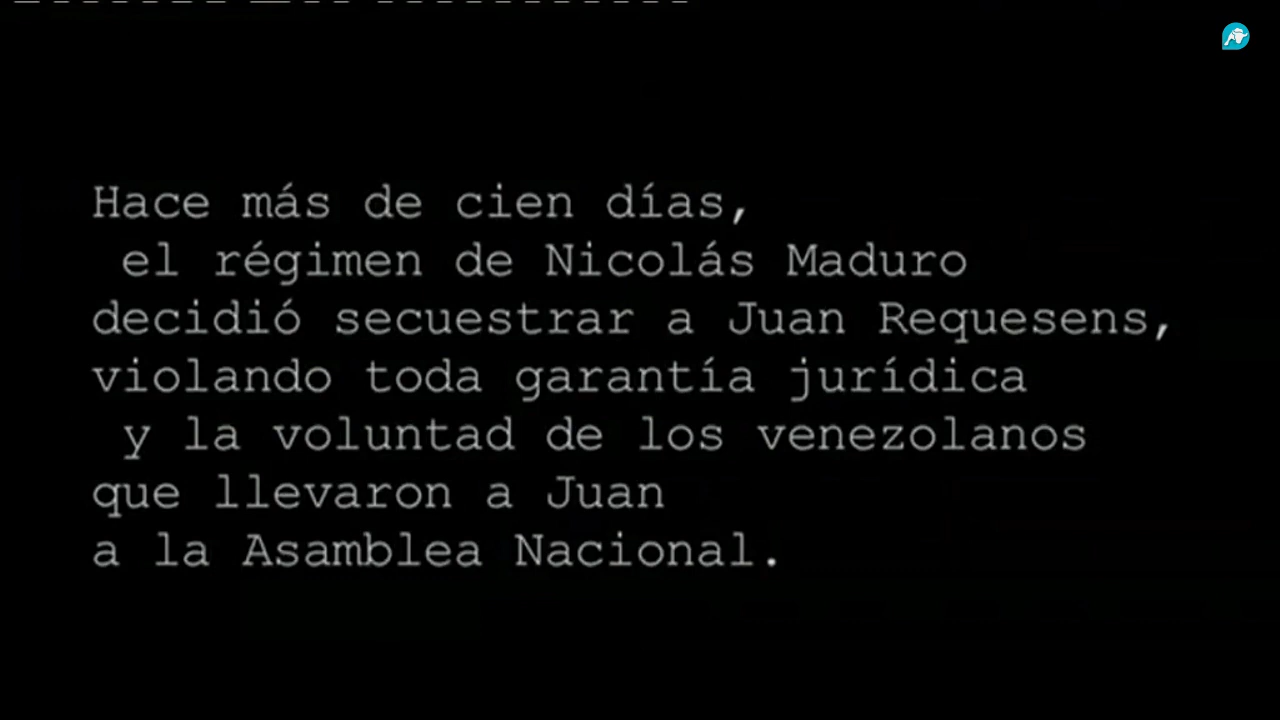 Hace más de cien días,
el régimen de Nicolás Maduro
decidió secuestrar a Juan Requesens,
violando toda garantía jurídica
y la voluntad de los venezolanos
que llevaron a Juan
a la Asamblea Nacional.